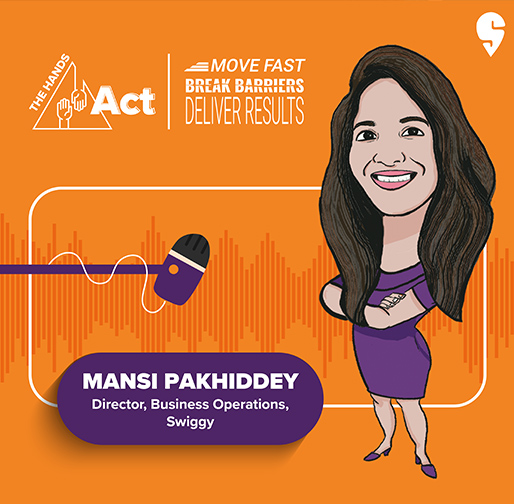 THE HANDS
Act
MOVE FAST
BREAK BARRIERS
DELIVER RESULTS
MANSI PAKHIDDEY
Director, Business Operations,
Swiggy